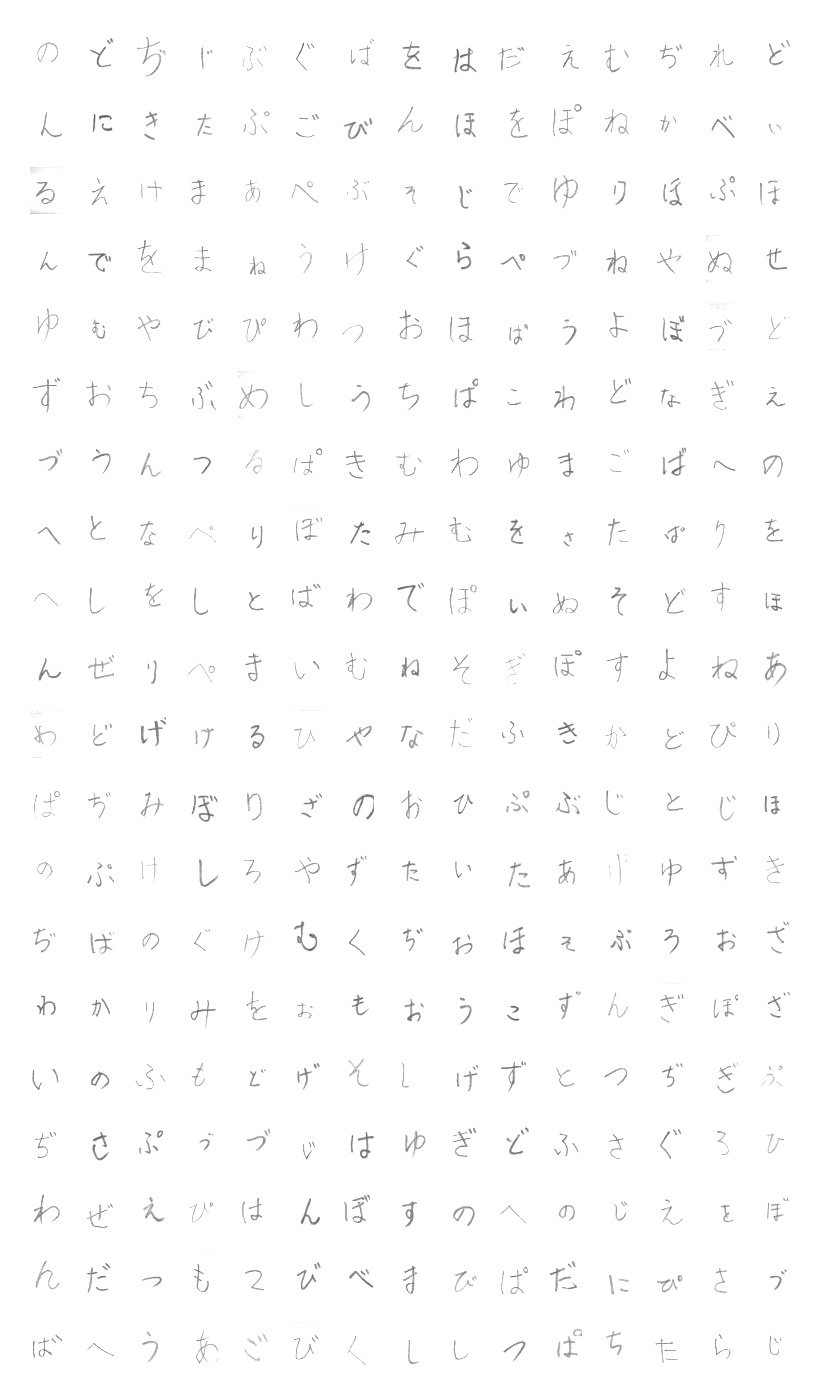 のどぢじぶぐばをはだえむぢれど
んにきたぷごびんほをぽねかべい
るえけまあぺぶそじでゆりほぷほ
んでをまねうけぐらぺづねやぬせ
ゆむやびぴわつおほぱうよぼづど
ずおちぶめしうちぱこわどなぎえ
づうんつるぱきむわゆまごばへの
へとなぺりぼたみむをさたぱりを
へしをしとばわでぽいぬそどすほ
んぜりぺまいむねそぎぽすよねあ
わどげけるひやなだふきかどぴり
ぱぢみぼりざのおひぷぶじとじほ
のぷけしろやずたいたあげゆずき
ぢばのぐけむくぢおほそぶろおざ
わかりみをおもおうこずんぎぽざ
いのふもどげそしげずとつぢぎぷ
ぢさぷうづじはゆぎどふさぐろひ
わぜえぴはんぼすのへのじえをぼ
んだつもつびべまびぱだにぴさづ
ばへうあごびくししつぱちたらじ